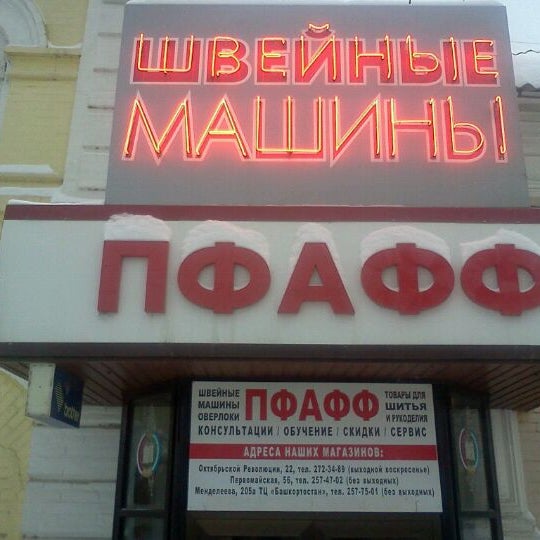 ШВЕЙНЫЕ
МАШИНЫ
ПФАФФ
ШВЕЙНЫЕ
МАШИНЫ
ОВЕРЛОКИ
ПФАФФ
ТОВАРЫ ДЛЯ
ШИТЬЯ
И РУКОДЕЛИЯ
КОНСУЛЬТАЦИИ / ОБУЧЕНИЕ / СКИДКИ / СЕРВИС
АДРЕСА НАШИХ МАГАЗИНОВ:
Октябрьской Революции, 22, тел. 272-34-89 (выходной воскресенье)
Первомайская, 56, тел. 257-47-02 (без выходных)
Менделеева, 205а ТЦ «Башкортостан», тел. 257-75-01 (без выходных)
brother